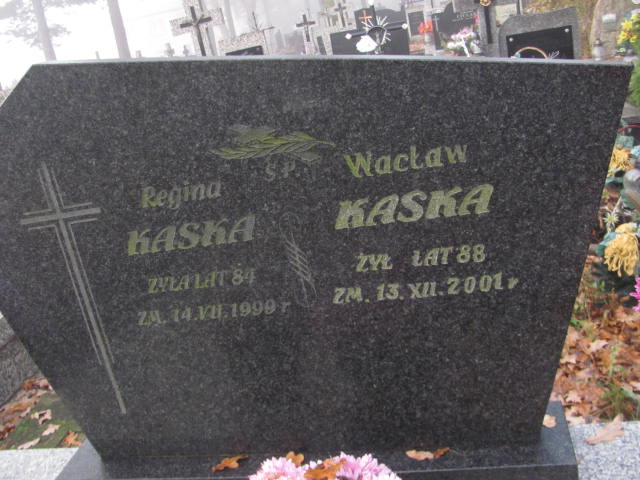 Ś.P.
Regina
KASKA
ŻYŁA LAT 84
ZM. 14.VII.1999 r
Wacław
KASKA
ŻYŁ LAT 88
ZM. 13.XII.2001 r